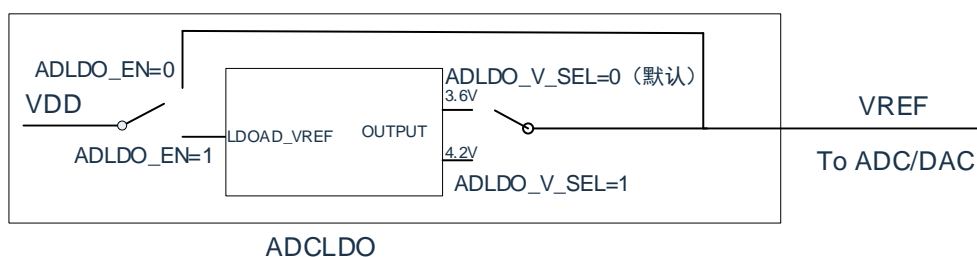 ADLDO_EN=0
ADLDO_V_SEL=0（默认）
VDD
3.6V
VREF
LDOAD_VREF
OUTPUT
ADLDO_EN=1
4.2V
To ADC/DAC
ADLDO_V_SEL=1
ADCLDO